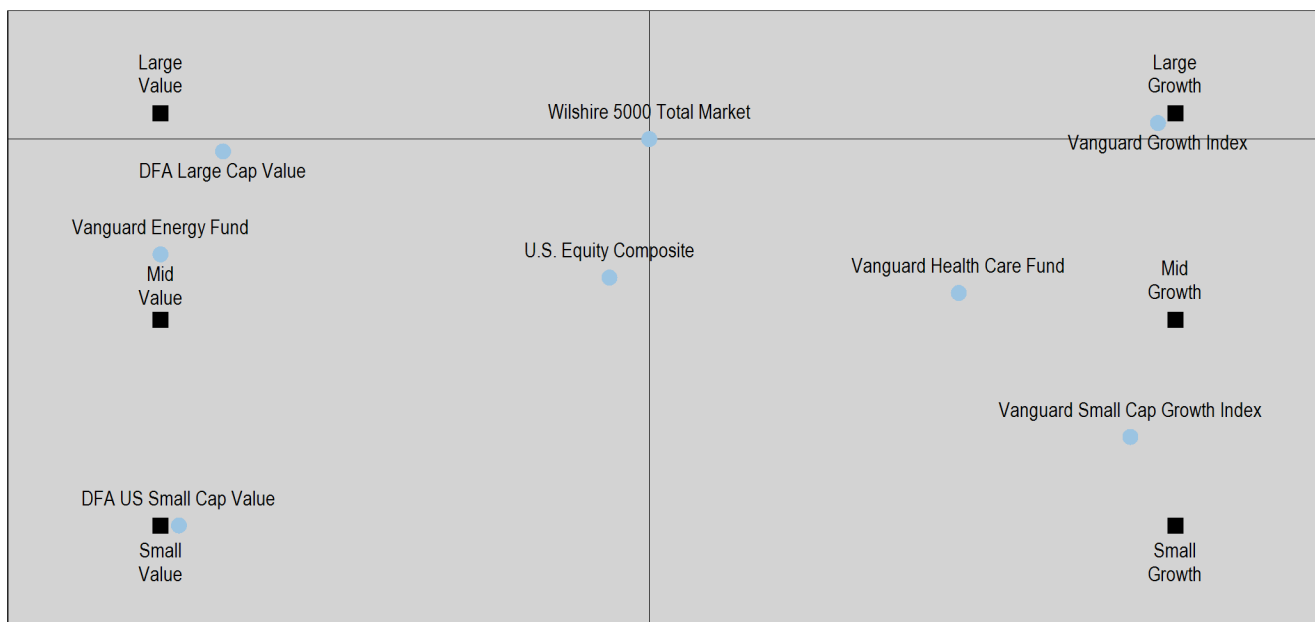 Large
Value
Large
Growth
Wilshire 5000 Total Market
Vanguard Growth Index
DFA Large Cap Value
Vanguard Energy Fund
U.S. Equity Composite
Vanguard Health Care Fund
Mid
Value
Mid
Growth
Vanguard Small Cap Growth Index
DFA US Small Cap Value
Small
Value
Small
Growth